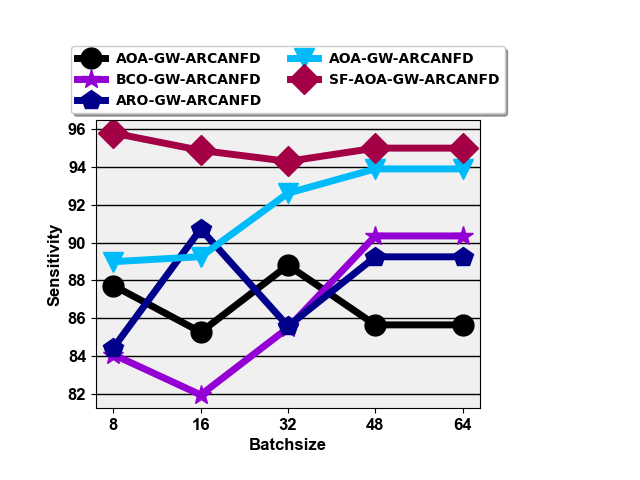 AOA-GW-ARCANFD
BCO-GW-ARCANFD
ARO-GW-ARCANFD
AOA-GW-ARCANFD
SF-AOA-GW-ARCANFD
96
94
92
90
88
86
84
82
Sensitivity
8 16 32 48 64
Batchsize